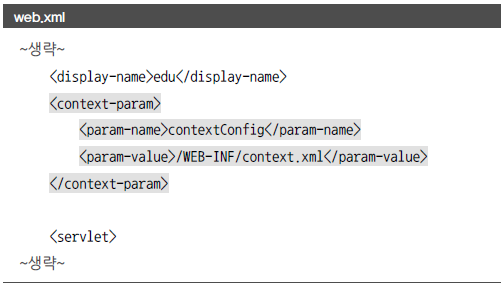 web.xml
~생략~
<display-name>edu</display-name>
<context-param>
<param-name>contextConfig</param-name>
<param-value>/WEB-INF/context.xml</param-value>
</context-param>
<servlet>
~생략~